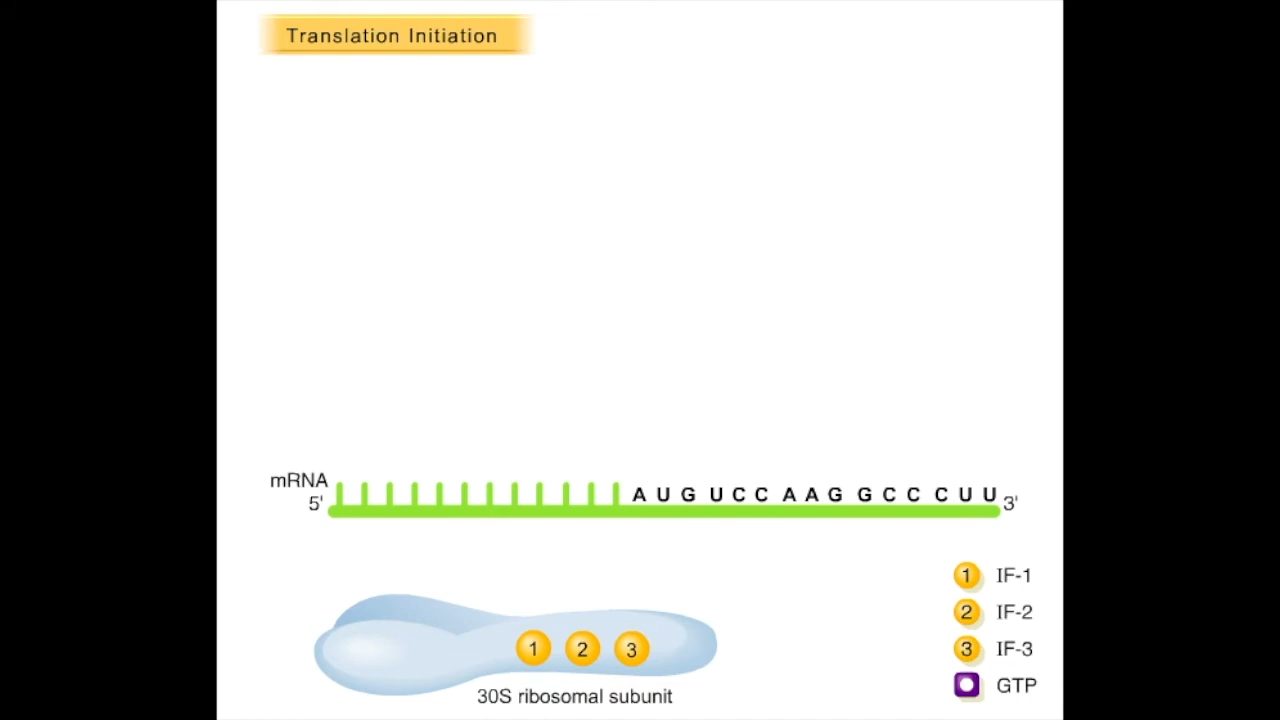 Translation Initiation
mRNA
5' A U G U C C A A G G C C C U U 3'
1 IF-1
2 IF-2
3 IF-3
GTP
1 2 3
30S ribosomal subunit